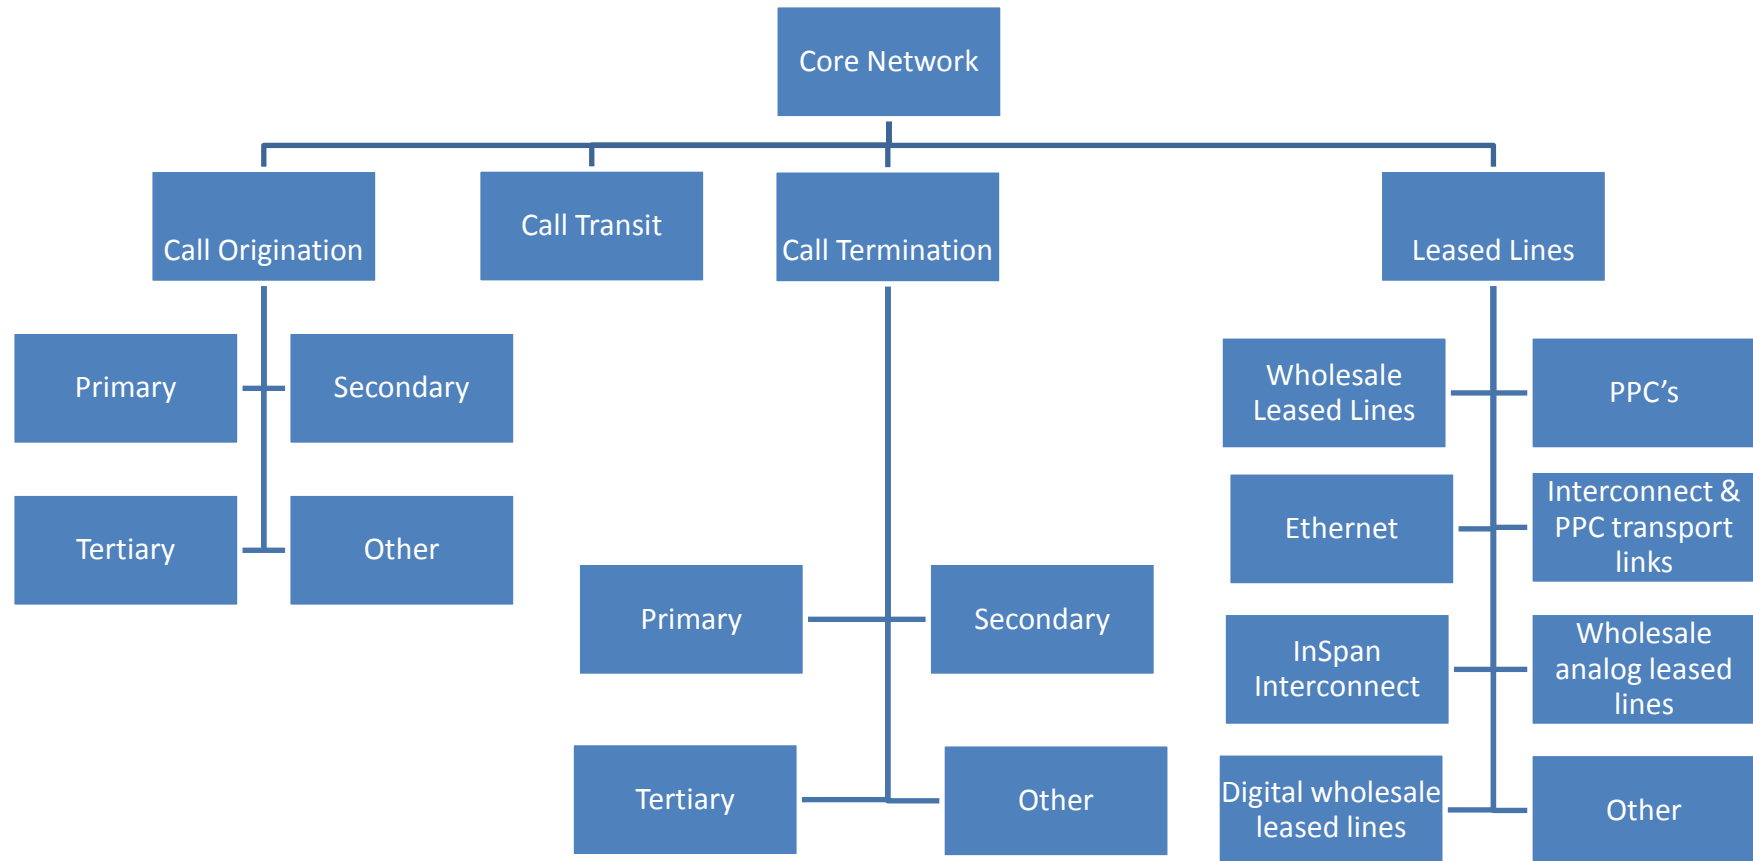 Core Network
Call Origination
Call Transit
Call Termination
Leased Lines
Primary
Secondary
Tertiary
Other
Primary
Secondary
Tertiary
Other
Wholesale
Leased Lines
PPC’s
Ethernet
Interconnect &
PPC transport
links
InSpan
Interconnect
Wholesale
analog leased
lines
Digital wholesale
leased lines
Other